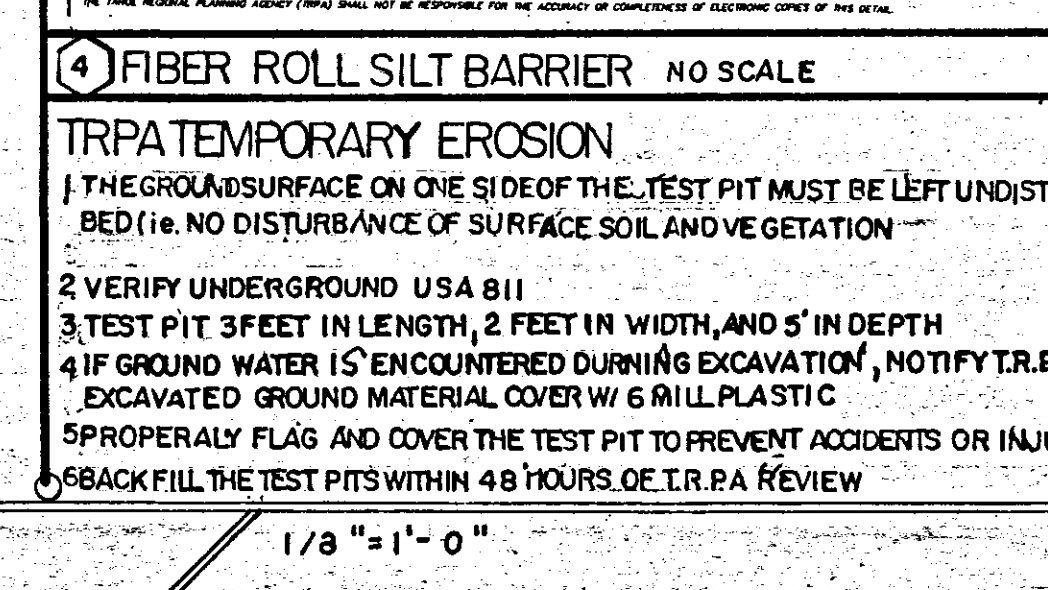 THE TAHOE REGIONAL PLANNING AGENCY (TRPA) SHALL NOT BE RESPONSIBLE FOR THE ACCURACY OR COMPLETENESS OF ELECTRONIC COPIES OF THIS DETAIL.
4 FIBER ROLL SILT BARRIER NO SCALE
TRPA TEMPORARY EROSION
1 THE GROUND SURFACE ON ONE SIDE OF THE TEST PIT MUST BE LEFT UNDIST
BED (ie. NO DISTURBANCE OF SURFACE SOIL AND VEGETATION
2 VERIFY UNDERGROUND USA 811
3. TEST PIT 3 FEET IN LENGTH, 2 FEET IN WIDTH, AND 5' IN DEPTH
4 IF GROUND WATER IS ENCOUNTERED DURNING EXCAVATION, NOTIFY T.R.
EXCAVATED GROUND MATERIAL COVER W/ 6 MILL PLASTIC
5 PROPERALY FLAG AND COVER THE TEST PIT TO PREVENT ACCIDENTS OR INJU
6 BACK FILL THE TEST PITS WITHIN 48 HOURS OF T.R.P.A REVIEW
1/8 "= 1'- 0 "